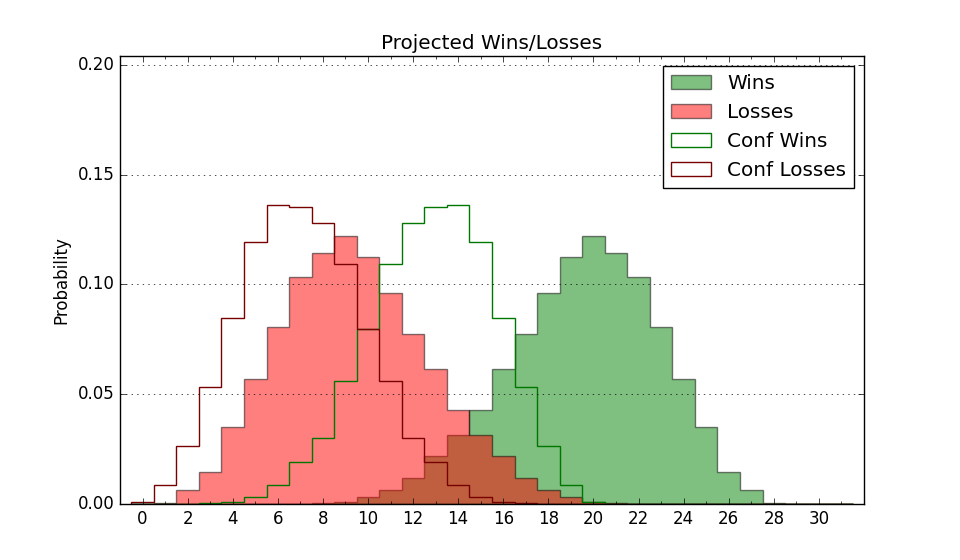 Projected Wins/Losses
0.20
0.15
0.10
0.05
0.00
Probability
Wins
Losses
Conf Wins
Conf Losses
0 2 4 6 8 10 12 14 16 18 20 22 24 26 28 30